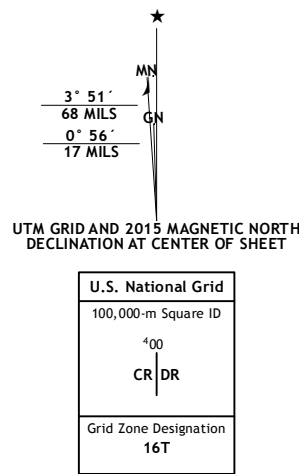 MN
3° 51´
68 MILS
GN
0° 56´
17 MILS
UTM GRID AND 2015 MAGNETIC NORTH
DECLINATION AT CENTER OF SHEET
U.S. National Grid
100,000-m Square ID
⁴00
CR DR
Grid Zone Designation
16T